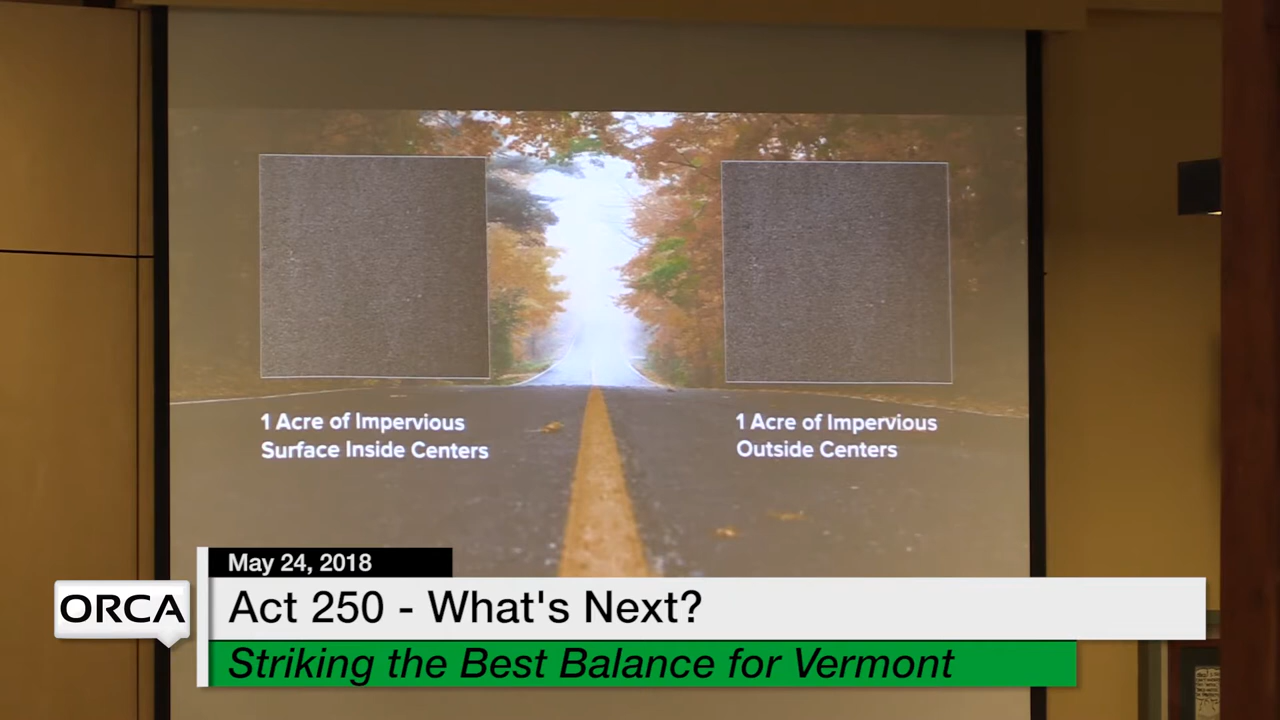 1 Acre of Impervious
Surface Inside Centers
1 Acre of Impervious
Outside Centers
May 24, 2018
ORCA
Act 250 - What's Next?
Striking the Best Balance for Vermont